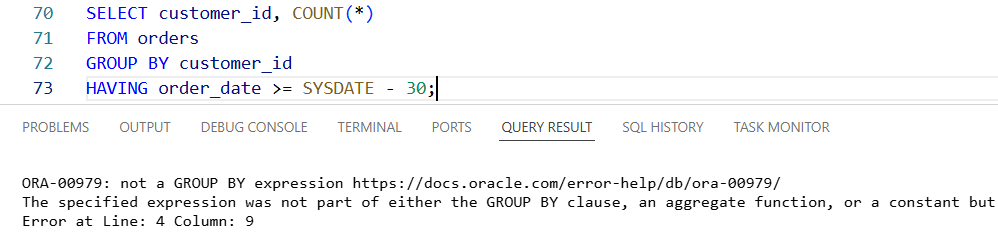 70 SELECT customer_id, COUNT(*)
71 FROM orders
72 GROUP BY customer_id
73 HAVING order_date >= SYSDATE - 30;
PROBLEMS OUTPUT DEBUG CONSOLE TERMINAL PORTS QUERY RESULT SQL HISTORY TASK MONITOR
ORA-00979: not a GROUP BY expression https://docs.oracle.com/error-help/db/ora-00979/
The specified expression was not part of either the GROUP BY clause, an aggregate function, or a constant but
Error at Line: 4 Column: 9